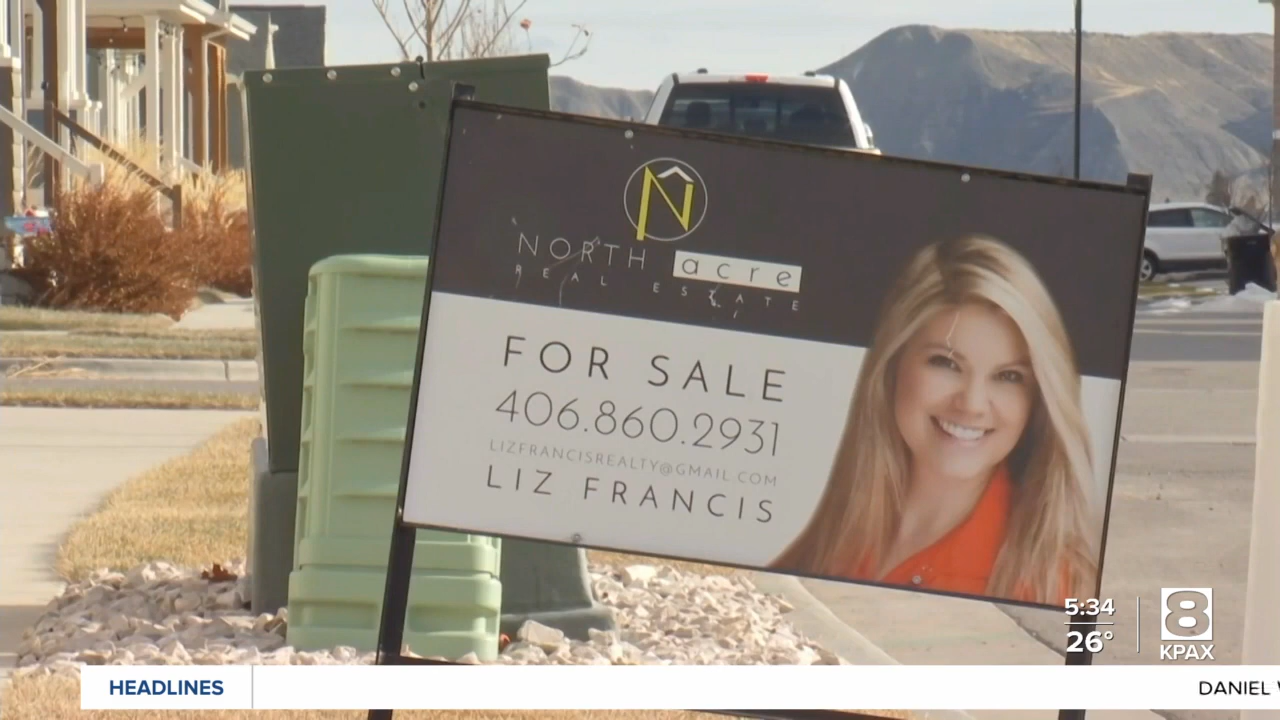 N
NORTH acre
REAL ESTATE
FOR SALE
406.860.2931
LIZFRANCISREALTY@GMAIL.COM
LIZ FRANCIS
5:34
26°
8
KPAX
HEADLINES
DANIEL